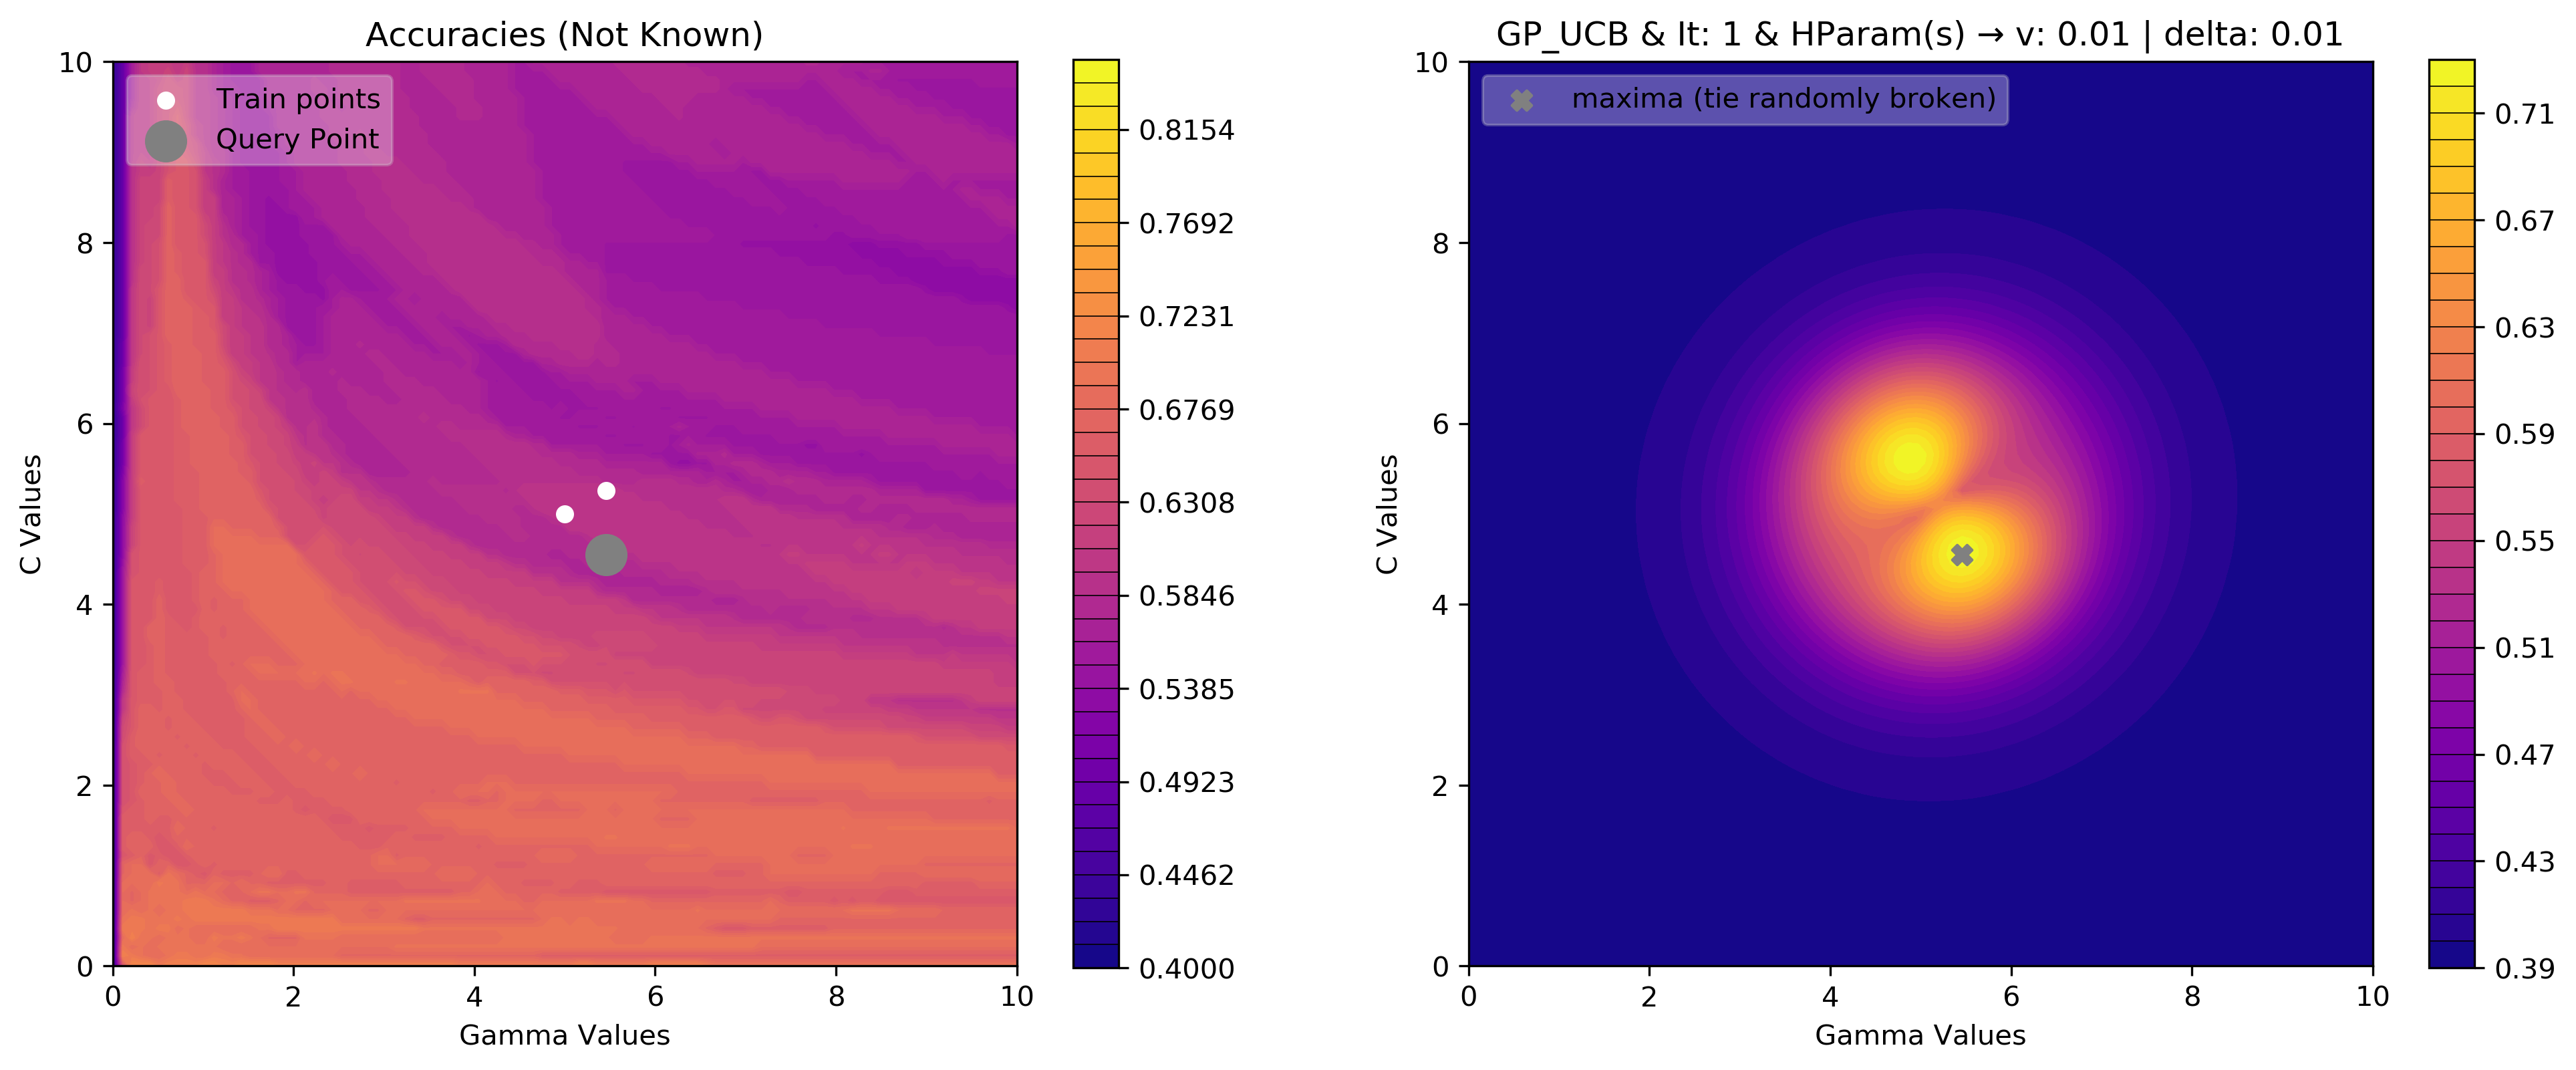 Accuracies (Not Known)
Train points
Query Point
10
8
6
4
2
0
C Values
0 2 4 6 8 10
Gamma Values
0.8154
0.7692
0.7231
0.6769
0.6308
0.5846
0.5385
0.4923
0.4462
0.4000
GP_UCB & It: 1 & HParam(s) → v: 0.01 | delta: 0.01
maxima (tie randomly broken)
10
8
6
4
2
0
C Values
0 2 4 6 8 10
Gamma Values
0.71
0.67
0.63
0.59
0.55
0.51
0.47
0.43
0.39